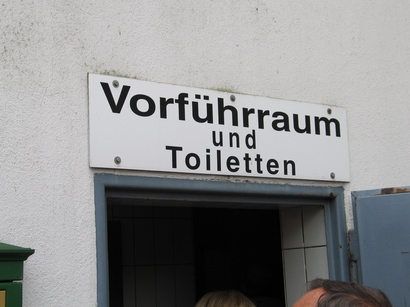 Vorführraum
und
Toiletten